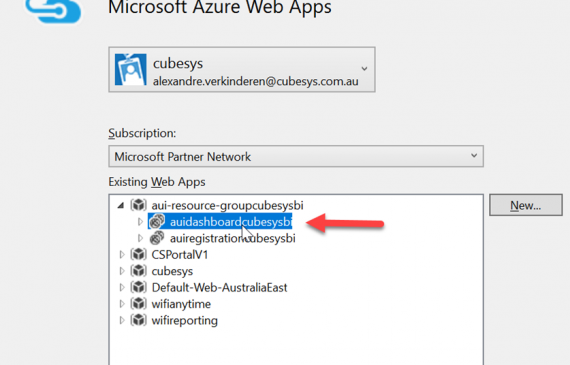 Microsoft Azure Web Apps
cubesys
alexandre.verkinderen@cubesys.com.au
Subscription:
Microsoft Partner Network
Existing Web Apps
aui-resource-groupcubesysbi
New...
auidashboardcubesysbi
auiregistrationcubesysbi
CSPortalV1
cubesys
Default-Web-AustraliaEast
wifianytime
wifireporting